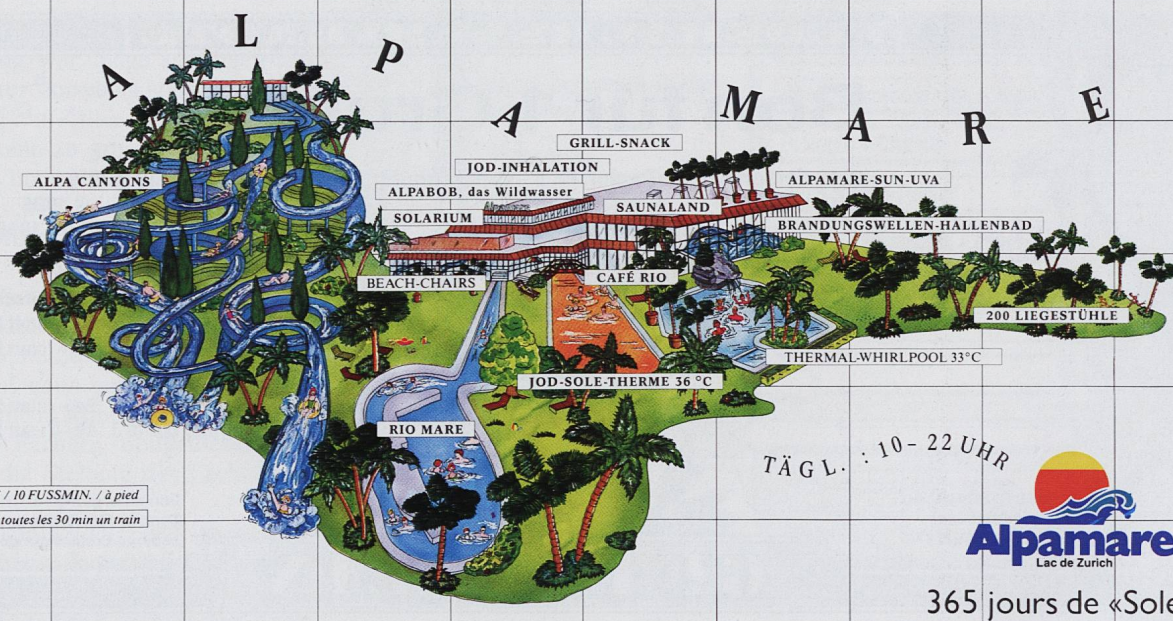 ALPAMARE
GRILL-SNACK
JOD-INHALATION
ALPA CANYONS
ALPABOB, das Wildwasser
ALPAMARE-SUN-UVA
SOLARIUM
SAUNALAND
BRANDUNGSWELLEN-HALLENBAD
BEACH-CHAIRS
CAFÉ RIO
200 LIEGESTÜHLE
THERMAL-WHIRLPOOL 33°C
JOD-SOLE-THERME 36 °C
RIO MARE
TÄGL. : 10– 22 UHR
/ 10 FUSSMIN. / à pied
toutes les 30 min un train
Alpamare
Lac de Zurich
365 jours de «Sole